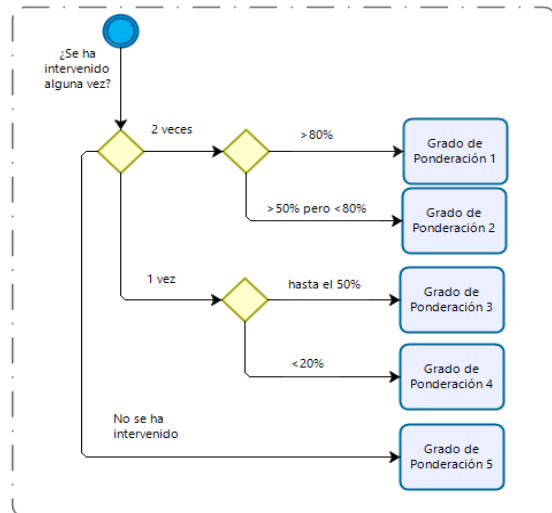 ¿Se ha
intervenido
alguna vez?
2 veces
>80%
Grado de
Ponderación 1
>50% pero <80%
Grado de
Ponderación 2
1 vez
hasta el 50%
Grado de
Ponderación 3
<20%
Grado de
Ponderación 4
No se ha
intervenido
Grado de
Ponderación 5